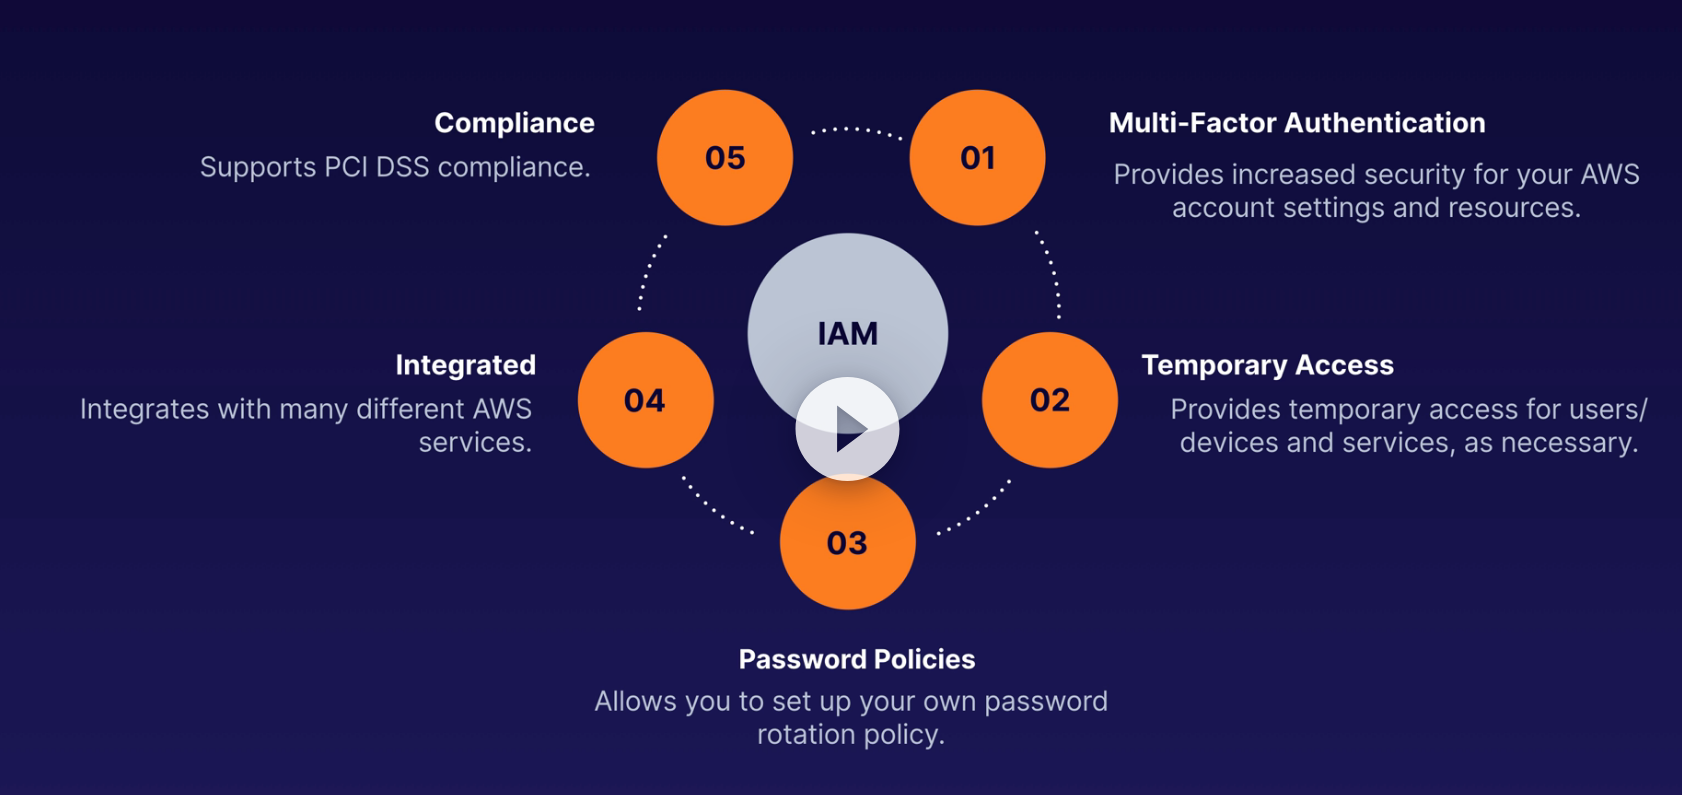 Compliance
Supports PCI DSS compliance.
05
01
Multi-Factor Authentication
Provides increased security for your AWS
account settings and resources.
IAM
Integrated
Integrates with many different AWS
services.
04
02
Temporary Access
Provides temporary access for users/
devices and services, as necessary.
03
Password Policies
Allows you to set up your own password
rotation policy.